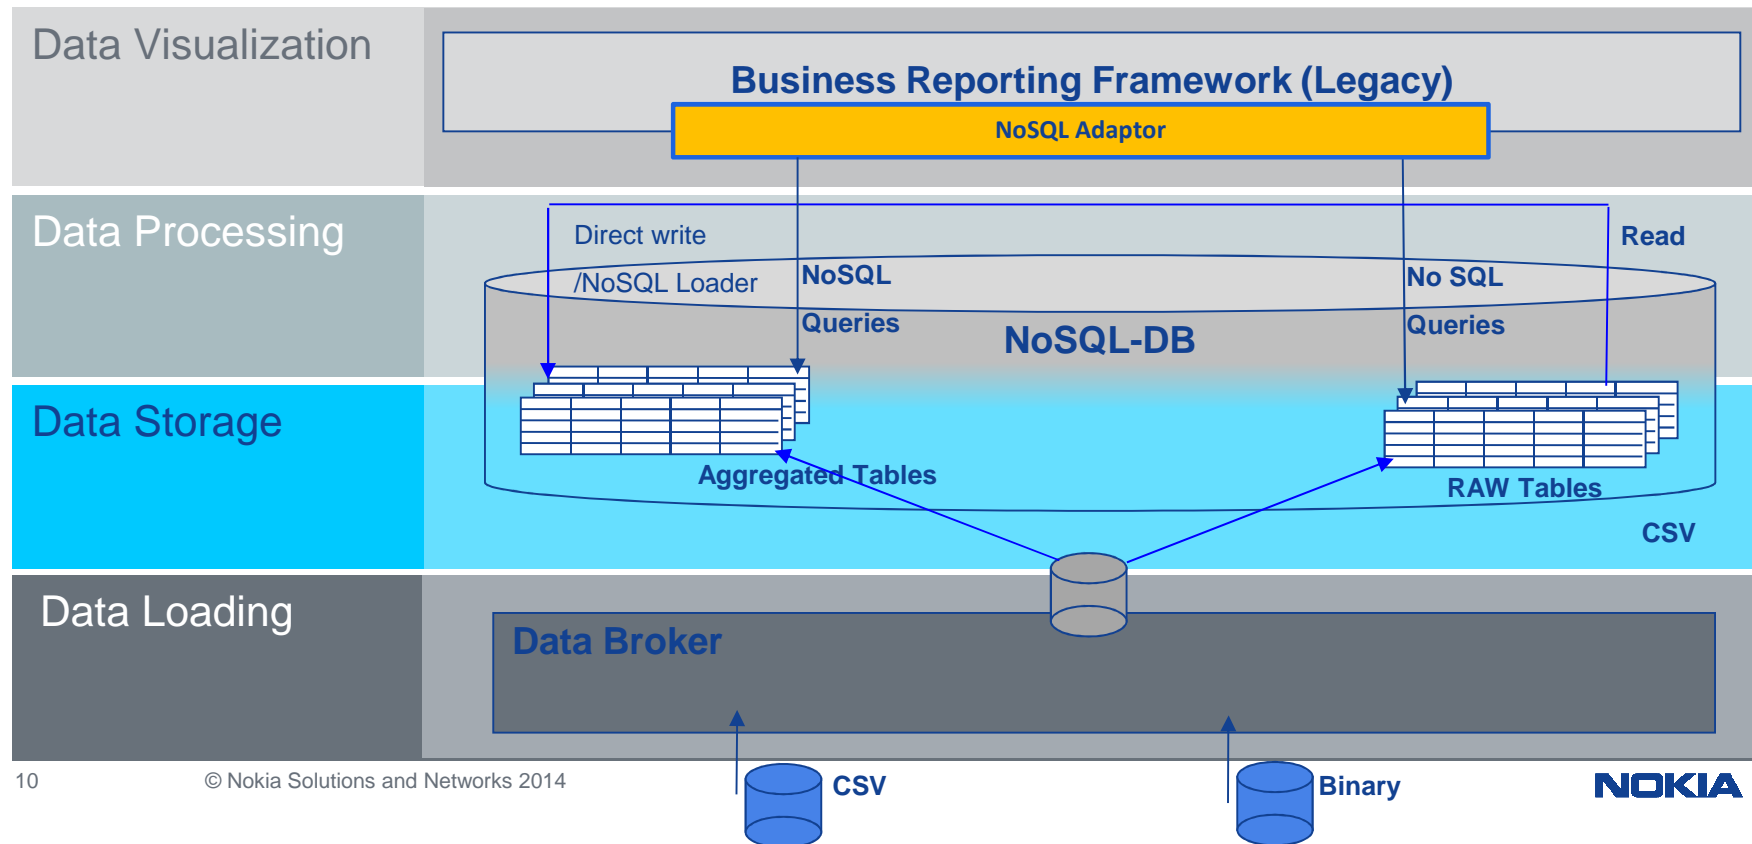 Data Visualization
Business Reporting Framework (Legacy)
NoSQL Adaptor
Data Processing
Direct write
/NoSQL Loader
NoSQL
Queries
No SQL
Queries
Read
NoSQL-DB
Data Storage
Aggregated Tables
RAW Tables
CSV
Data Loading
Data Broker
CSV
Binary
10
© Nokia Solutions and Networks 2014
NOKIA